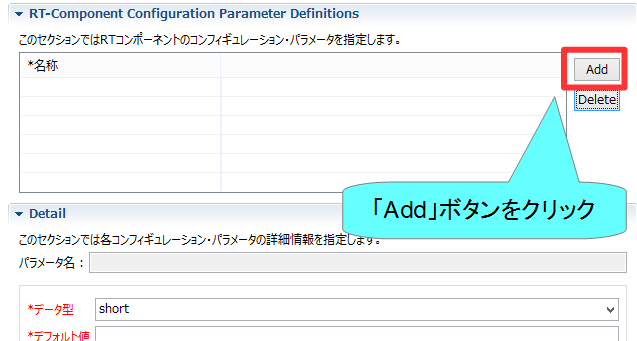 RT-Component Configuration Parameter Definitions
このセクションではRTコンポーネントのコンフィギュレーション・パラメータを指定します。
*名称
Add
Delete
「Add」ボタンをクリック
Detail
このセクションでは各コンフィギュレーション・パラメータの詳細情報を指定します。
パラメータ名：
*データ型
short
*デフォルト値